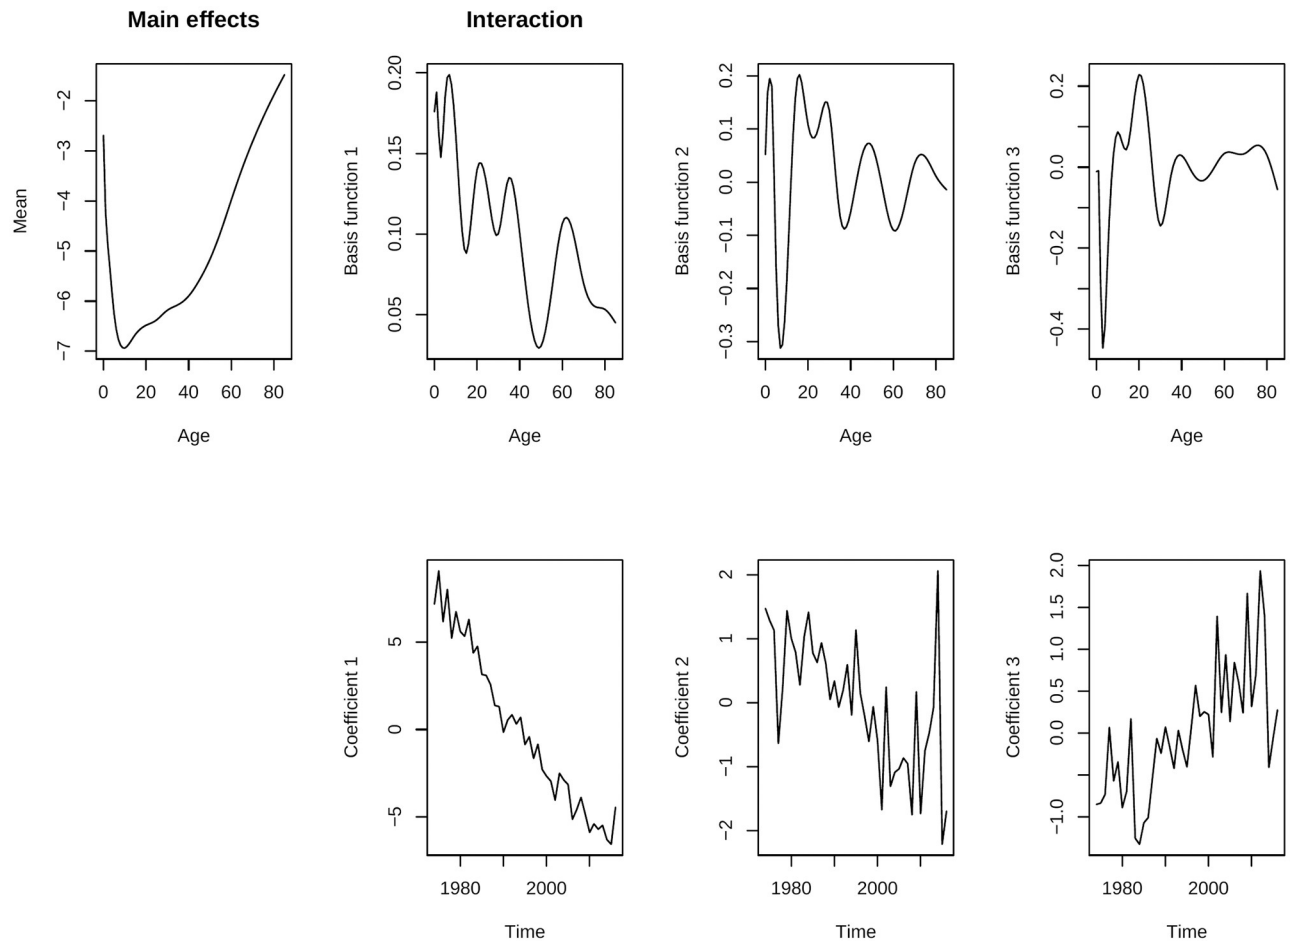 Main effects
Interaction
Mean
−2
−3
−4
−5
−6
−7
0 20 40 60 80
Age
Basis function 1
0.20
0.15
0.10
0.05
0 20 40 60 80
Age
Basis function 2
0.2
0.1
0.0
−0.1
−0.2
−0.3
0 20 40 60 80
Age
Basis function 3
0.2
0.0
−0.2
−0.4
0 20 40 60 80
Age
Coefficient 1
5
0
−5
1980 2000
Time
Coefficient 2
2
1
0
−1
−2
1980 2000
Time
Coefficient 3
2.0
1.5
1.0
0.5
0.0
−1.0
1980 2000
Time